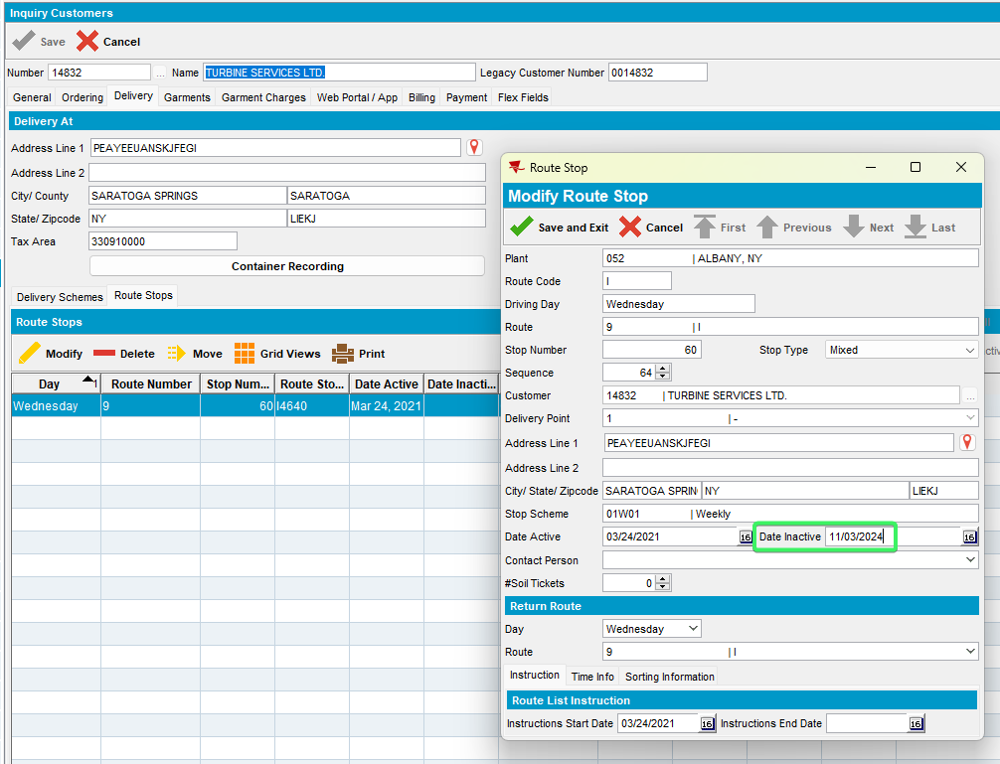 Inquiry Customers
Save Cancel
Number 14832 ... Name TURBINE SERVICES LTD. Legacy Customer Number 0014832
General Ordering Delivery Garments Garment Charges Web Portal / App Billing Payment Flex Fields
Delivery At
Address Line 1 PEAYEEUANSKJFEGI
Address Line 2
City/ County SARATOGA SPRINGS SARATOGA
State/ Zipcode NY LIEKJ
Tax Area 330910000
Container Recording
Delivery Schemes Route Stops
Route Stops
Modify Delete Move Grid Views Print
Day 1 Route Number Stop Num... Route Sto... Date Active Date Inacti...
Wednesday 9 60 I4640 Mar 24, 2021
Route Stop
Modify Route Stop
Save and Exit Cancel First Previous Next Last
Plant 052 | ALBANY, NY
Route Code I
Driving Day Wednesday
Route 9 | I
Stop Number 60 Stop Type Mixed
Sequence 64
Customer 14832 | TURBINE SERVICES LTD. ...
Delivery Point 1 | -
Address Line 1 PEAYEEUANSKJFEGI
Address Line 2
City/ State/ Zipcode SARATOGA SPRIN NY LIEKJ
Stop Scheme 01W01 | Weekly
Date Active 03/24/2021 16 Date Inactive 11/03/2024 16
Contact Person
#Soil Tickets 0
Return Route
Day Wednesday
Route 9 | I
Instruction Time Info Sorting Information
Route List Instruction
Instructions Start Date 03/24/2021 16 Instructions End Date 16